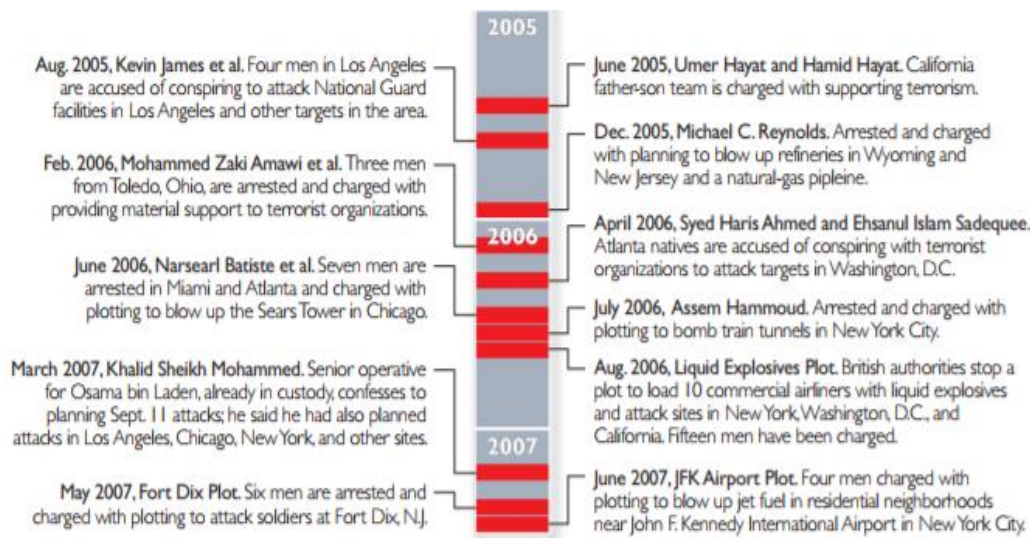 2005
June 2005, Umer Hayat and Hamid Hayat. California
father-son team is charged with supporting terrorism.
Aug. 2005, Kevin James et al. Four men in Los Angeles
are accused of conspiring to attack National Guard
facilities in Los Angeles and other targets in the area.
Dec. 2005, Michael C. Reynolds. Arrested and charged
with planning to blow up refineries in Wyoming and
New Jersey and a natural-gas pipleine.
2006
Feb. 2006, Mohammed Zaki Amawi et al. Three men
from Toledo, Ohio, are arrested and charged with
providing material support to terrorist organizations.
April 2006, Syed Haris Ahmed and Ehsanul Islam Sadequee.
Atlanta natives are accused of conspiring with terrorist
organizations to attack targets in Washington, D.C.
June 2006, Narsearl Batiste et al. Seven men are
arrested in Miami and Atlanta and charged with
plotting to blow up the Sears Tower in Chicago.
July 2006, Assem Hammoud. Arrested and charged with
plotting to bomb train tunnels in New York City.
Aug. 2006, Liquid Explosives Plot. British authorities stop a
plot to load 10 commercial airliners with liquid explosives
and attack sites in New York, Washington, D.C., and
California. Fifteen men have been charged.
2007
March 2007, Khalid Sheikh Mohammed. Senior operative
for Osama bin Laden, already in custody, confesses to
planning Sept. 11 attacks; he said he had also planned
attacks in Los Angeles, Chicago, New York, and other sites.
May 2007, Fort Dix Plot. Six men are arrested and
charged with plotting to attack soldiers at Fort Dix, N.J.
June 2007, JFK Airport Plot. Four men charged with
plotting to blow up jet fuel in residential neighborhoods
near John F. Kennedy International Airport in New York City.